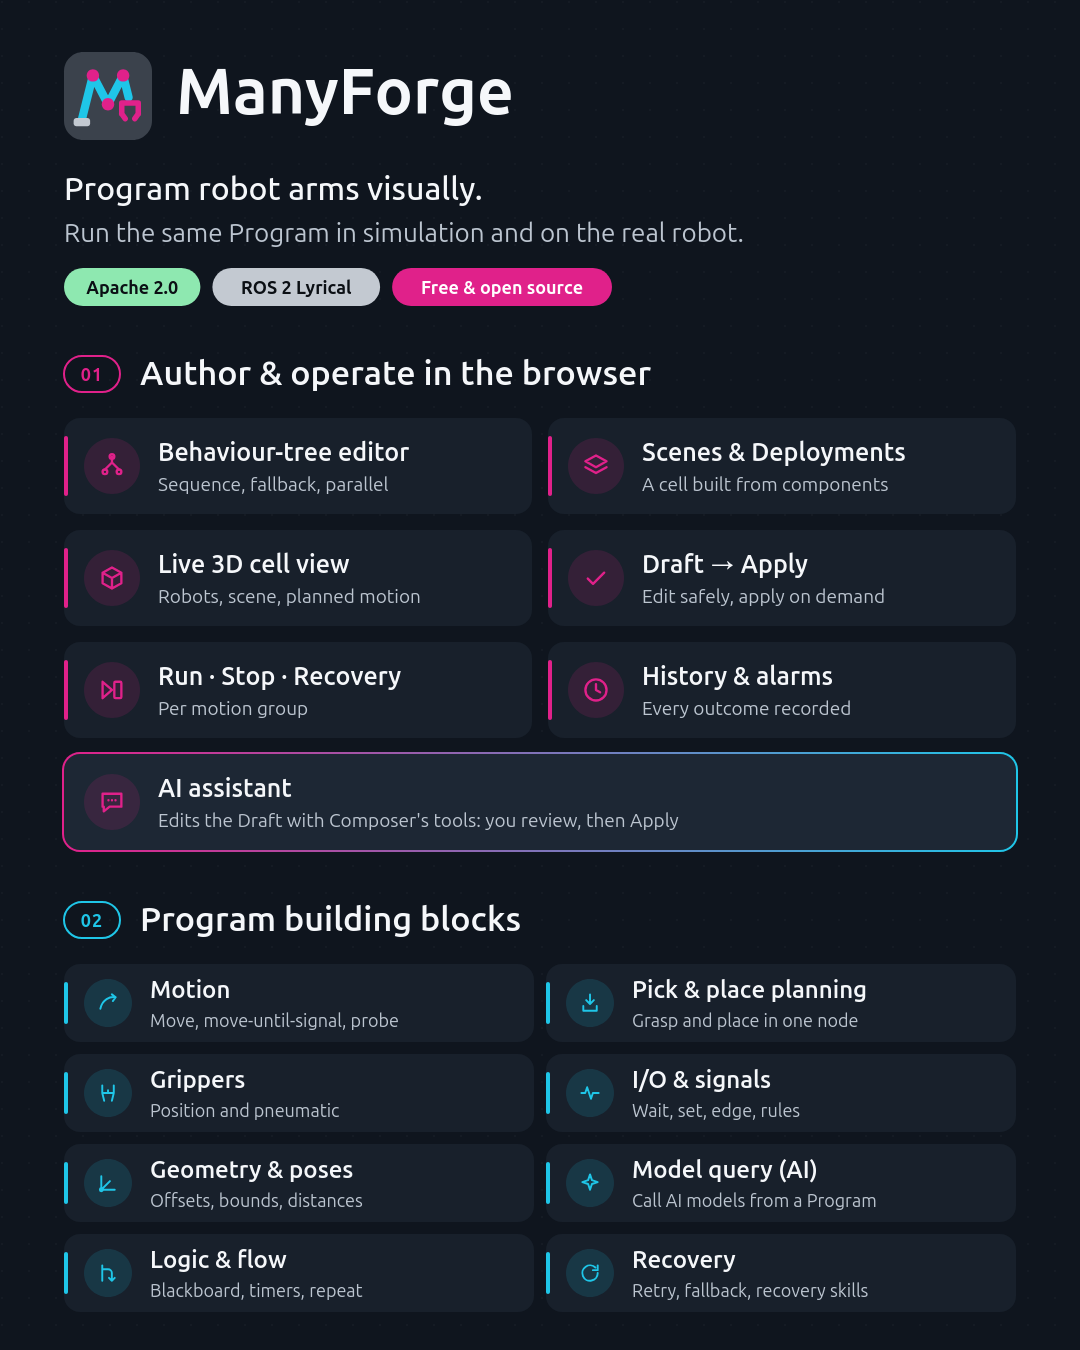 ManyForge
Program robot arms visually.
Run the same Program in simulation and on the real robot.
Apache 2.0
ROS 2 Lyrical
Free & open source
01
Author & operate in the browser
Behaviour-tree editor
Sequence, fallback, parallel
Scenes & Deployments
A cell built from components
Live 3D cell view
Robots, scene, planned motion
Draft → Apply
Edit safely, apply on demand
Run · Stop · Recovery
Per motion group
History & alarms
Every outcome recorded
AI assistant
Edits the Draft with Composer's tools: you review, then Apply
02
Program building blocks
Motion
Move, move-until-signal, probe
Pick & place planning
Grasp and place in one node
Grippers
Position and pneumatic
I/O & signals
Wait, set, edge, rules
Geometry & poses
Offsets, bounds, distances
Model query (AI)
Call AI models from a Program
Logic & flow
Blackboard, timers, repeat
Recovery
Retry, fallback, recovery skills